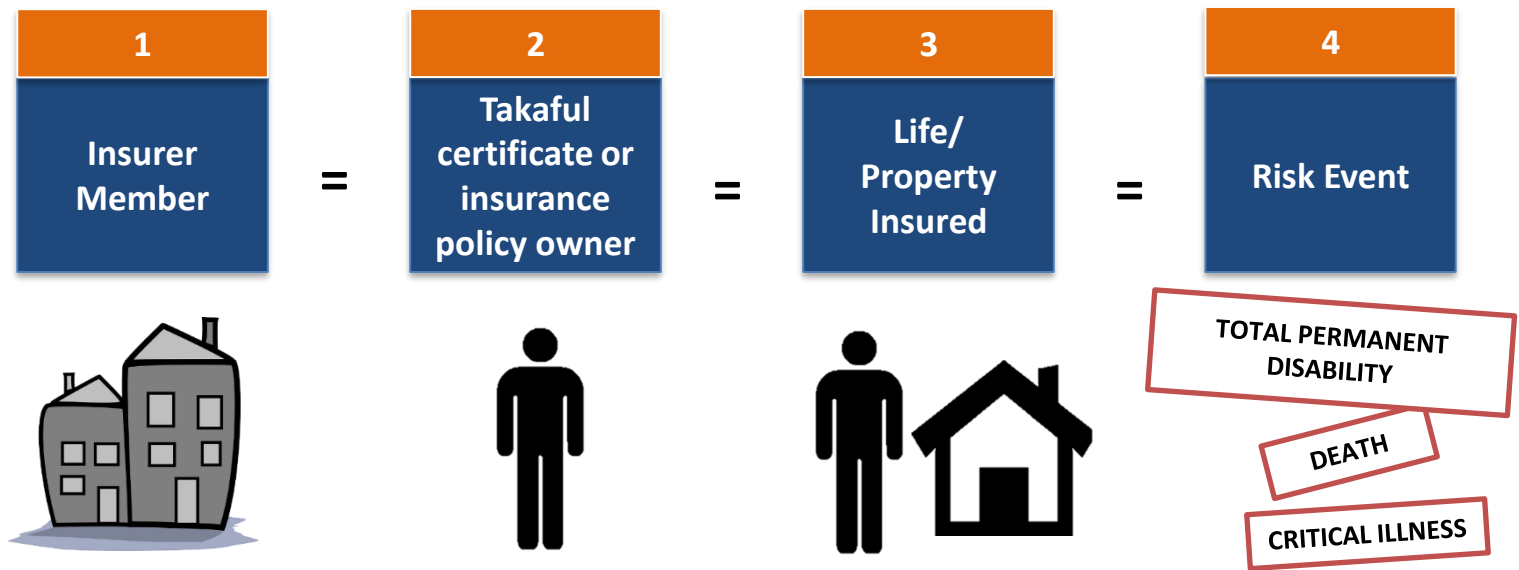 1
Insurer
Member
=
2
Takaful
certificate or
insurance
policy owner
=
3
Life/
Property
Insured
=
4
Risk Event
TOTAL PERMANENT
DISABILITY
DEATH
CRITICAL ILLNESS